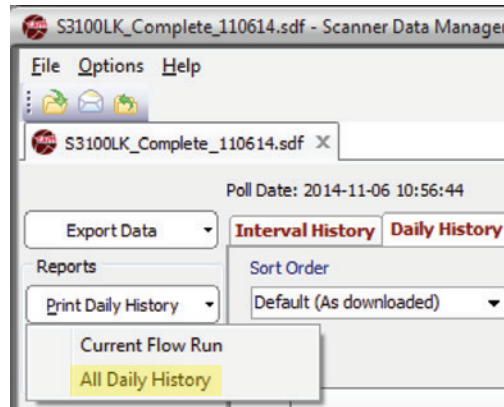 S3100LK_Complete_110614.sdf - Scanner Data Manager
File Options Help
S3100LK_Complete_110614.sdf X
Poll Date: 2014-11-06 10:56:44
Export Data Interval History Daily History
Reports Sort Order
Print Daily History Default (As downloaded)
Current Flow Run
All Daily History